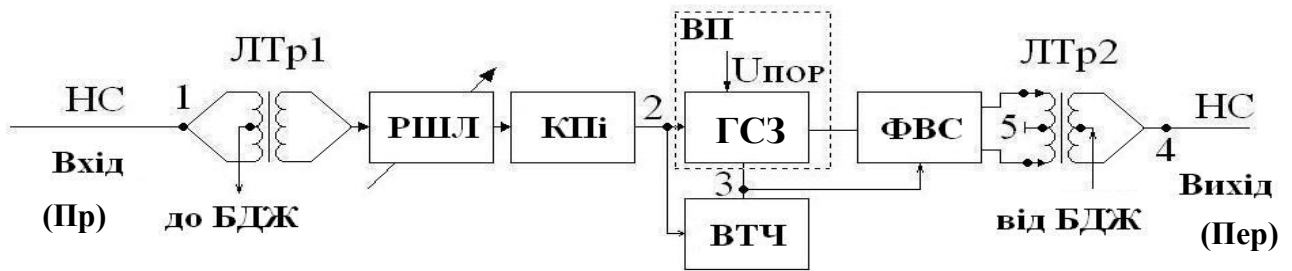 ЛТр1
ВП
ЛТр2
НС
1
Uпор
НС
РШЛ
КПі
2
ГСЗ
ФВС
5
4
Вхід
(Пр)
до БДЖ
3
ВТЧ
від БДЖ
Вихід
(Пер)